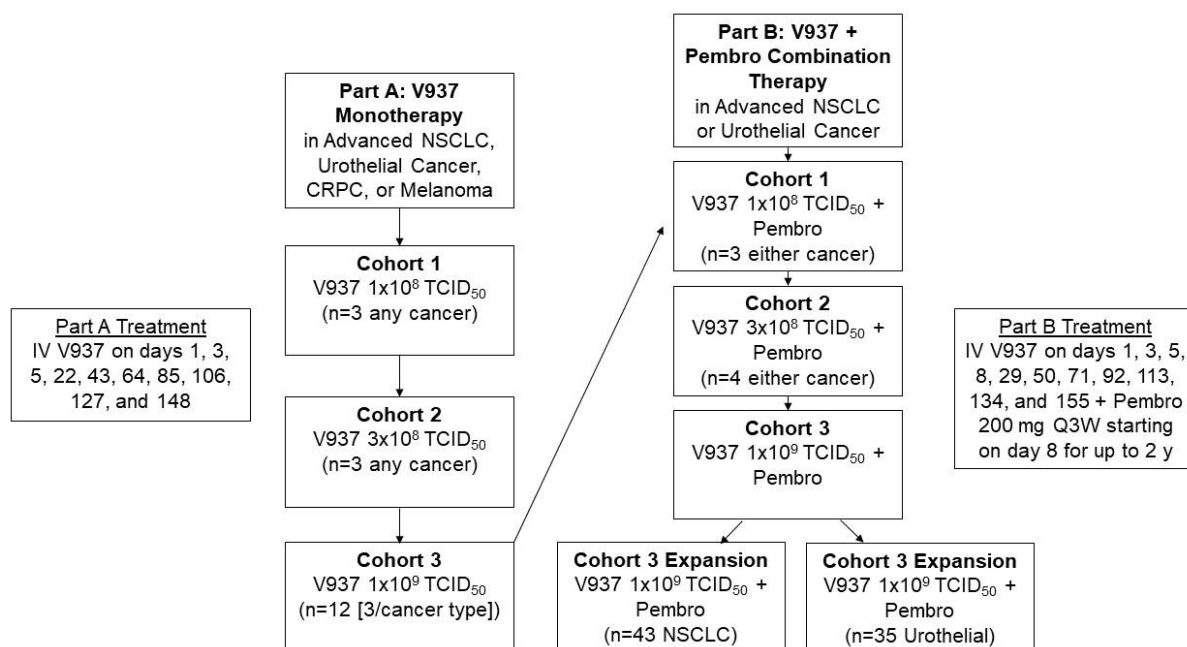 Part A: V937
Monotherapy
in Advanced NSCLC,
Urothelial Cancer,
CRPC, or Melanoma
Cohort 1
V937 1x10⁸ TCID₅₀
(n=3 any cancer)
Part A Treatment
IV V937 on days 1, 3,
5, 22, 43, 64, 85, 106,
127, and 148
Cohort 2
V937 3x10⁸ TCID₅₀
(n=3 any cancer)
Cohort 3
V937 1x10⁹ TCID₅₀
(n=12 [3/cancer type])
Part B: V937 +
Pembro Combination
Therapy
in Advanced NSCLC
or Urothelial Cancer
Cohort 1
V937 1x10⁸ TCID₅₀ +
Pembro
(n=3 either cancer)
Cohort 2
V937 3x10⁸ TCID₅₀ +
Pembro
(n=4 either cancer)
Cohort 3
V937 1x10⁹ TCID₅₀ +
Pembro
Part B Treatment
IV V937 on days 1, 3, 5,
8, 29, 50, 71, 92, 113,
134, and 155 + Pembro
200 mg Q3W starting
on day 8 for up to 2 y
Cohort 3 Expansion
V937 1x10⁹ TCID₅₀ +
Pembro
(n=43 NSCLC)
Cohort 3 Expansion
V937 1x10⁹ TCID₅₀ +
Pembro
(n=35 Urothelial)